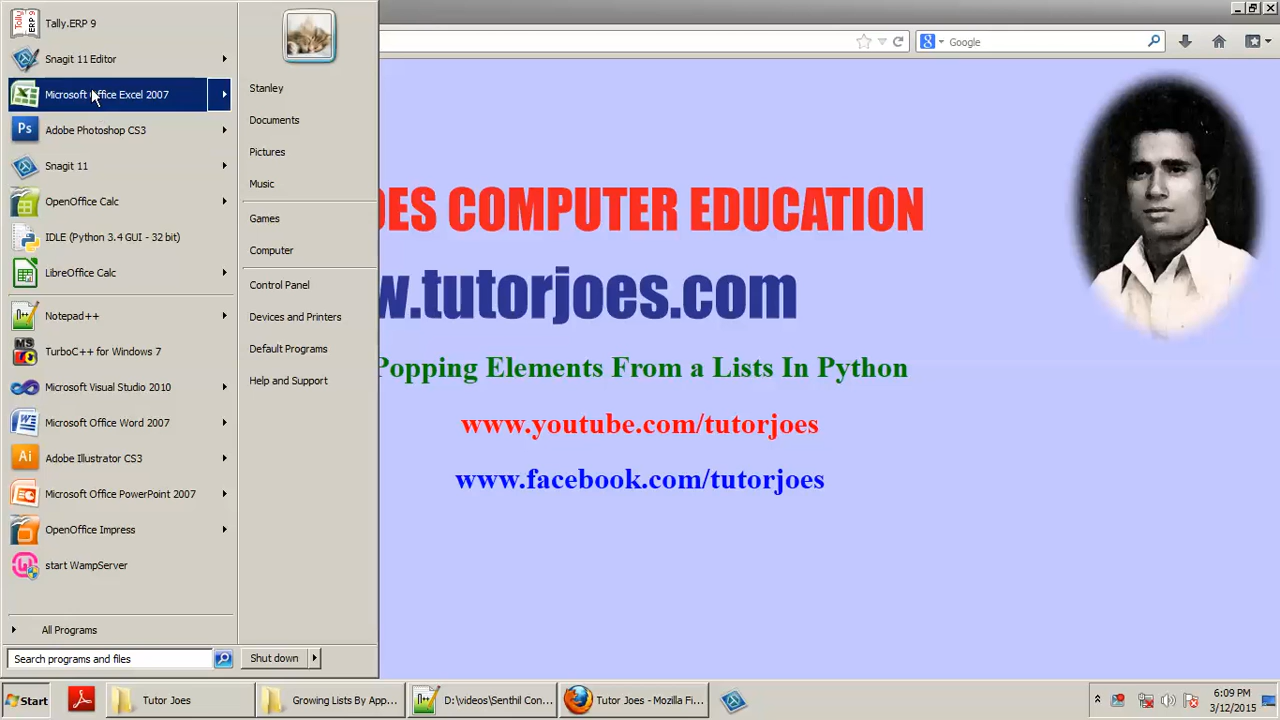 Tally.ERP 9
Snagit 11 Editor
Microsoft Office Excel 2007
Adobe Photoshop CS3
Snagit 11
OpenOffice Calc
IDLE (Python 3.4 GUI - 32 bit)
LibreOffice Calc
Notepad++
TurboC++ for Windows 7
Microsoft Visual Studio 2010
Microsoft Office Word 2007
Adobe Illustrator CS3
Microsoft Office PowerPoint 2007
OpenOffice Impress
start WampServer
All Programs
Search programs and files
Stanley
Documents
Pictures
Music
Games
Computer
Control Panel
Devices and Printers
Default Programs
Help and Support
Shut down
Google
OES COMPUTER EDUCATION
w.tutorjoes.com
Popping Elements From a Lists In Python
www.youtube.com/tutorjoes
www.facebook.com/tutorjoes
Start
Tutor Joes
Growing Lists By App...
D:\videos\Senthil Con...
Tutor Joes - Mozilla Fi...
6:09 PM
3/12/2015